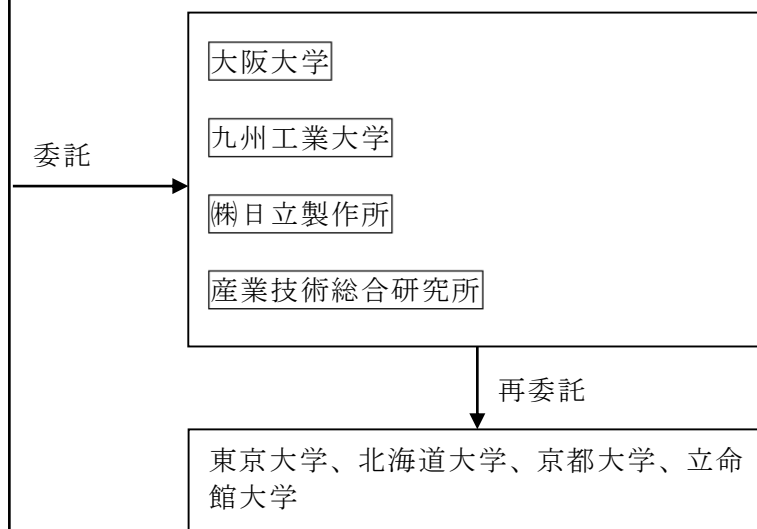 大阪大学
九州工業大学
委託
㈱日立製作所
産業技術総合研究所
再委託
東京大学、北海道大学、京都大学、立命
館大学